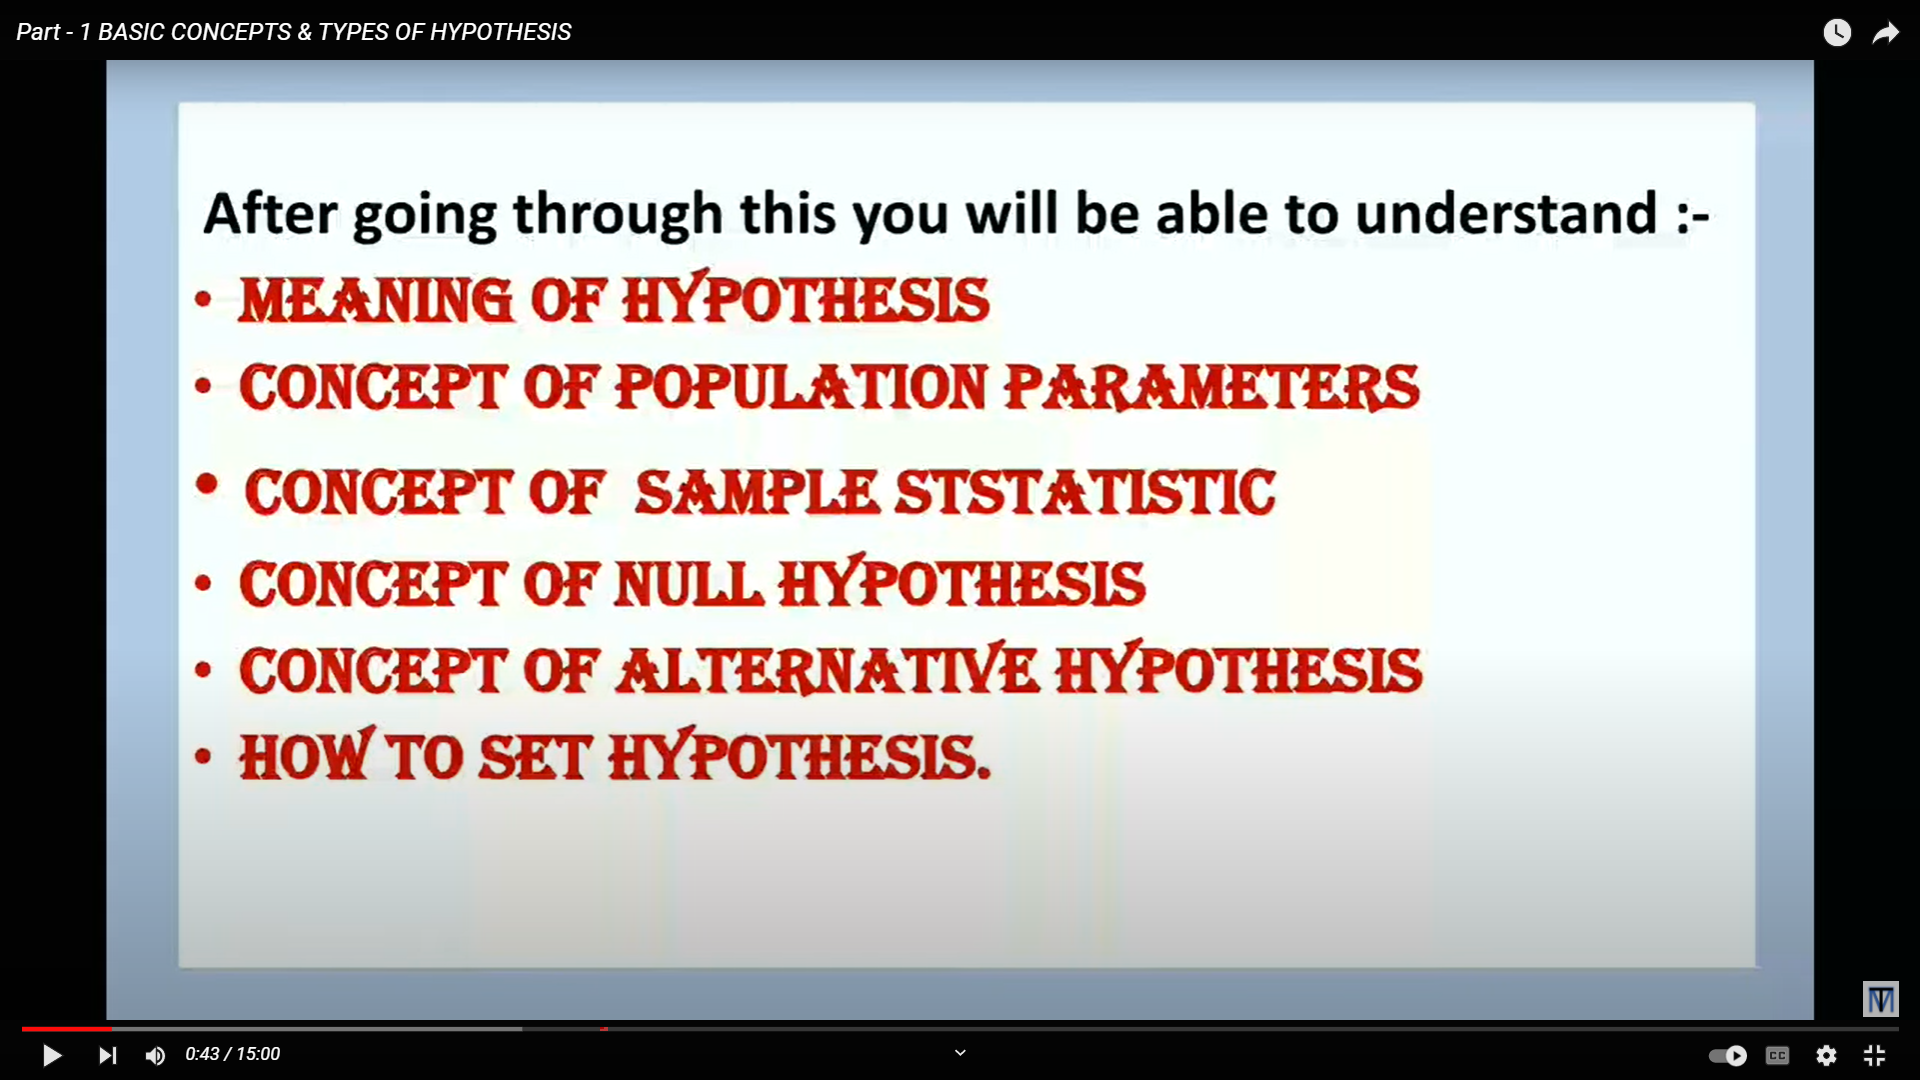 Part - 1 BASIC CONCEPTS & TYPES OF HYPOTHESIS
After going through this you will be able to understand :-
• MEANING OF HYPOTHESIS
• CONCEPT OF POPULATION PARAMETERS
• CONCEPT OF SAMPLE STSTATISTIC
• CONCEPT OF NULL HYPOTHESIS
• CONCEPT OF ALTERNATIVE HYPOTHESIS
• HOW TO SET HYPOTHESIS.
TM
0:43 / 15:00
CC